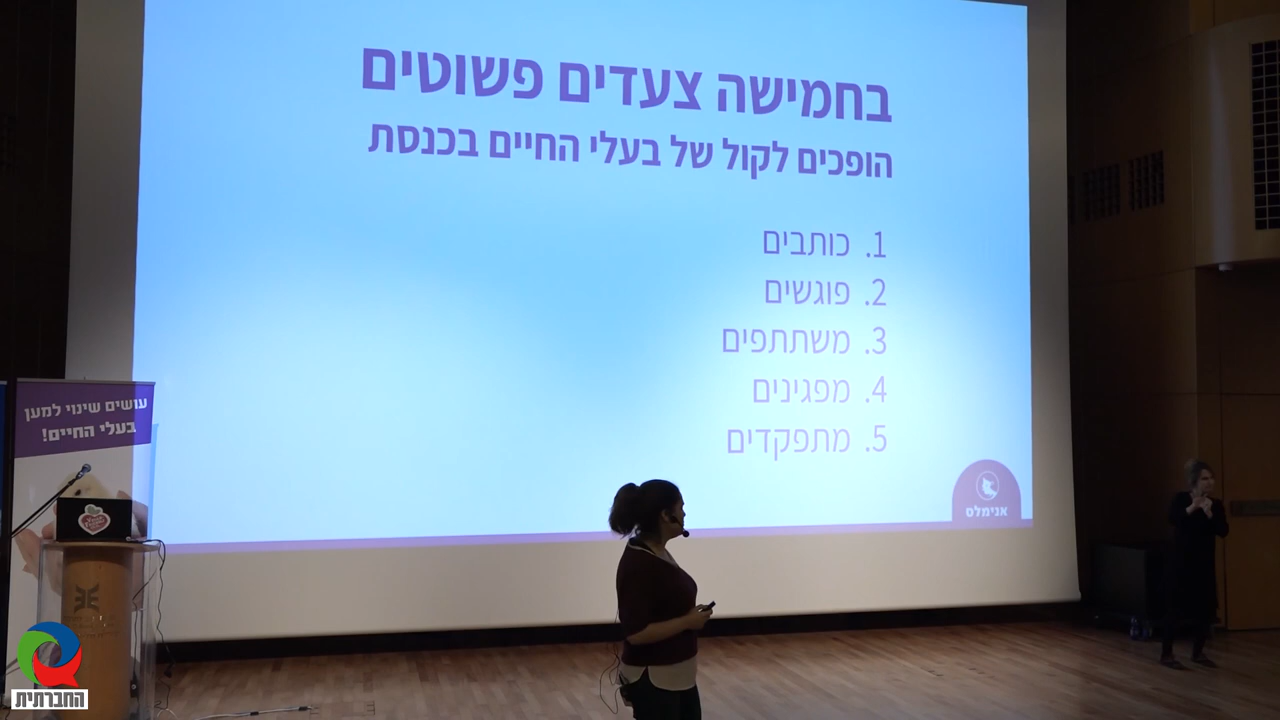 בחמישה צעדים פשוטים
הופכים לקול של בעלי החיים בכנסת
1. כותבים
2. פוגשים
3. משתתפים
4. מפגינים
5. מתפקדים
אנימלס
עושים שינוי למען
בעלי החיים!
החברתית